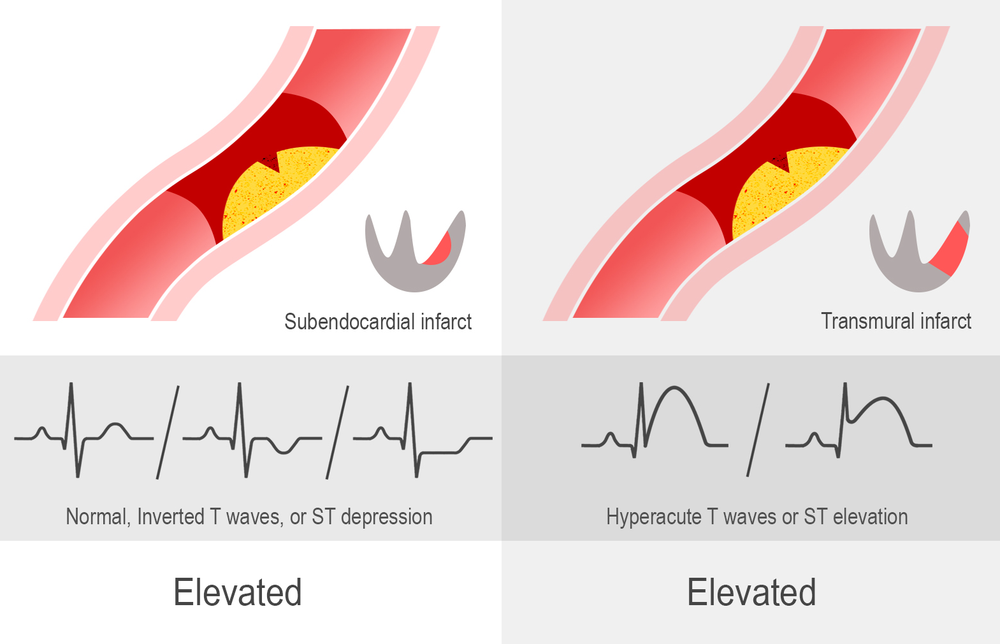 Subendocardial infarct
Transmural infarct
Normal, Inverted T waves, or ST depression
Hyperacute T waves or ST elevation
Elevated
Elevated